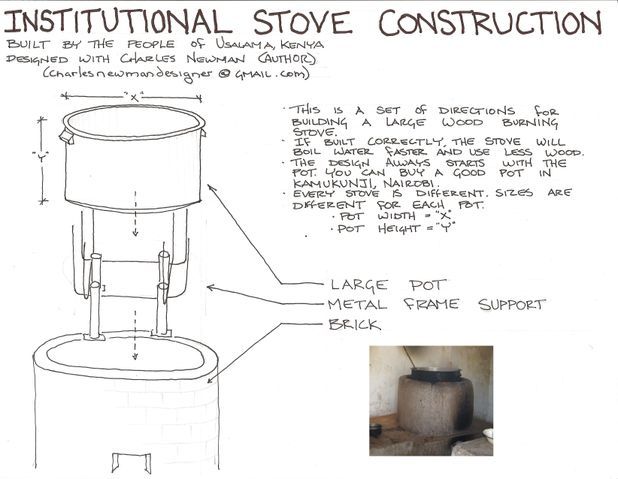 INSTITUTIONAL STOVE CONSTRUCTION
BUILT BY THE PEOPLE OF USALAMA, KENYA
DESIGNED WITH CHARLES NEWMAN (AUTHOR)
(charlesnewmandesigner @ GMAIL.com)
"X"
"Y"
· THIS IS A SET OF DIRECTIONS FOR
BUILDING A LARGE WOOD BURNING
STOVE.
· IF BUILT CORRECTLY, THE STOVE WILL
BOIL WATER FASTER AND USE LESS WOOD.
· THE DESIGN ALWAYS STARTS WITH THE
POT. YOU CAN BUY A GOOD POT IN
KAMUKUNJI, NAIROBI.
· EVERY STOVE IS DIFFERENT. SIZES ARE
DIFFERENT FOR EACH POT.
· POT WIDTH = "X"
· POT HEIGHT = "Y"
LARGE POT
METAL FRAME SUPPORT
BRICK